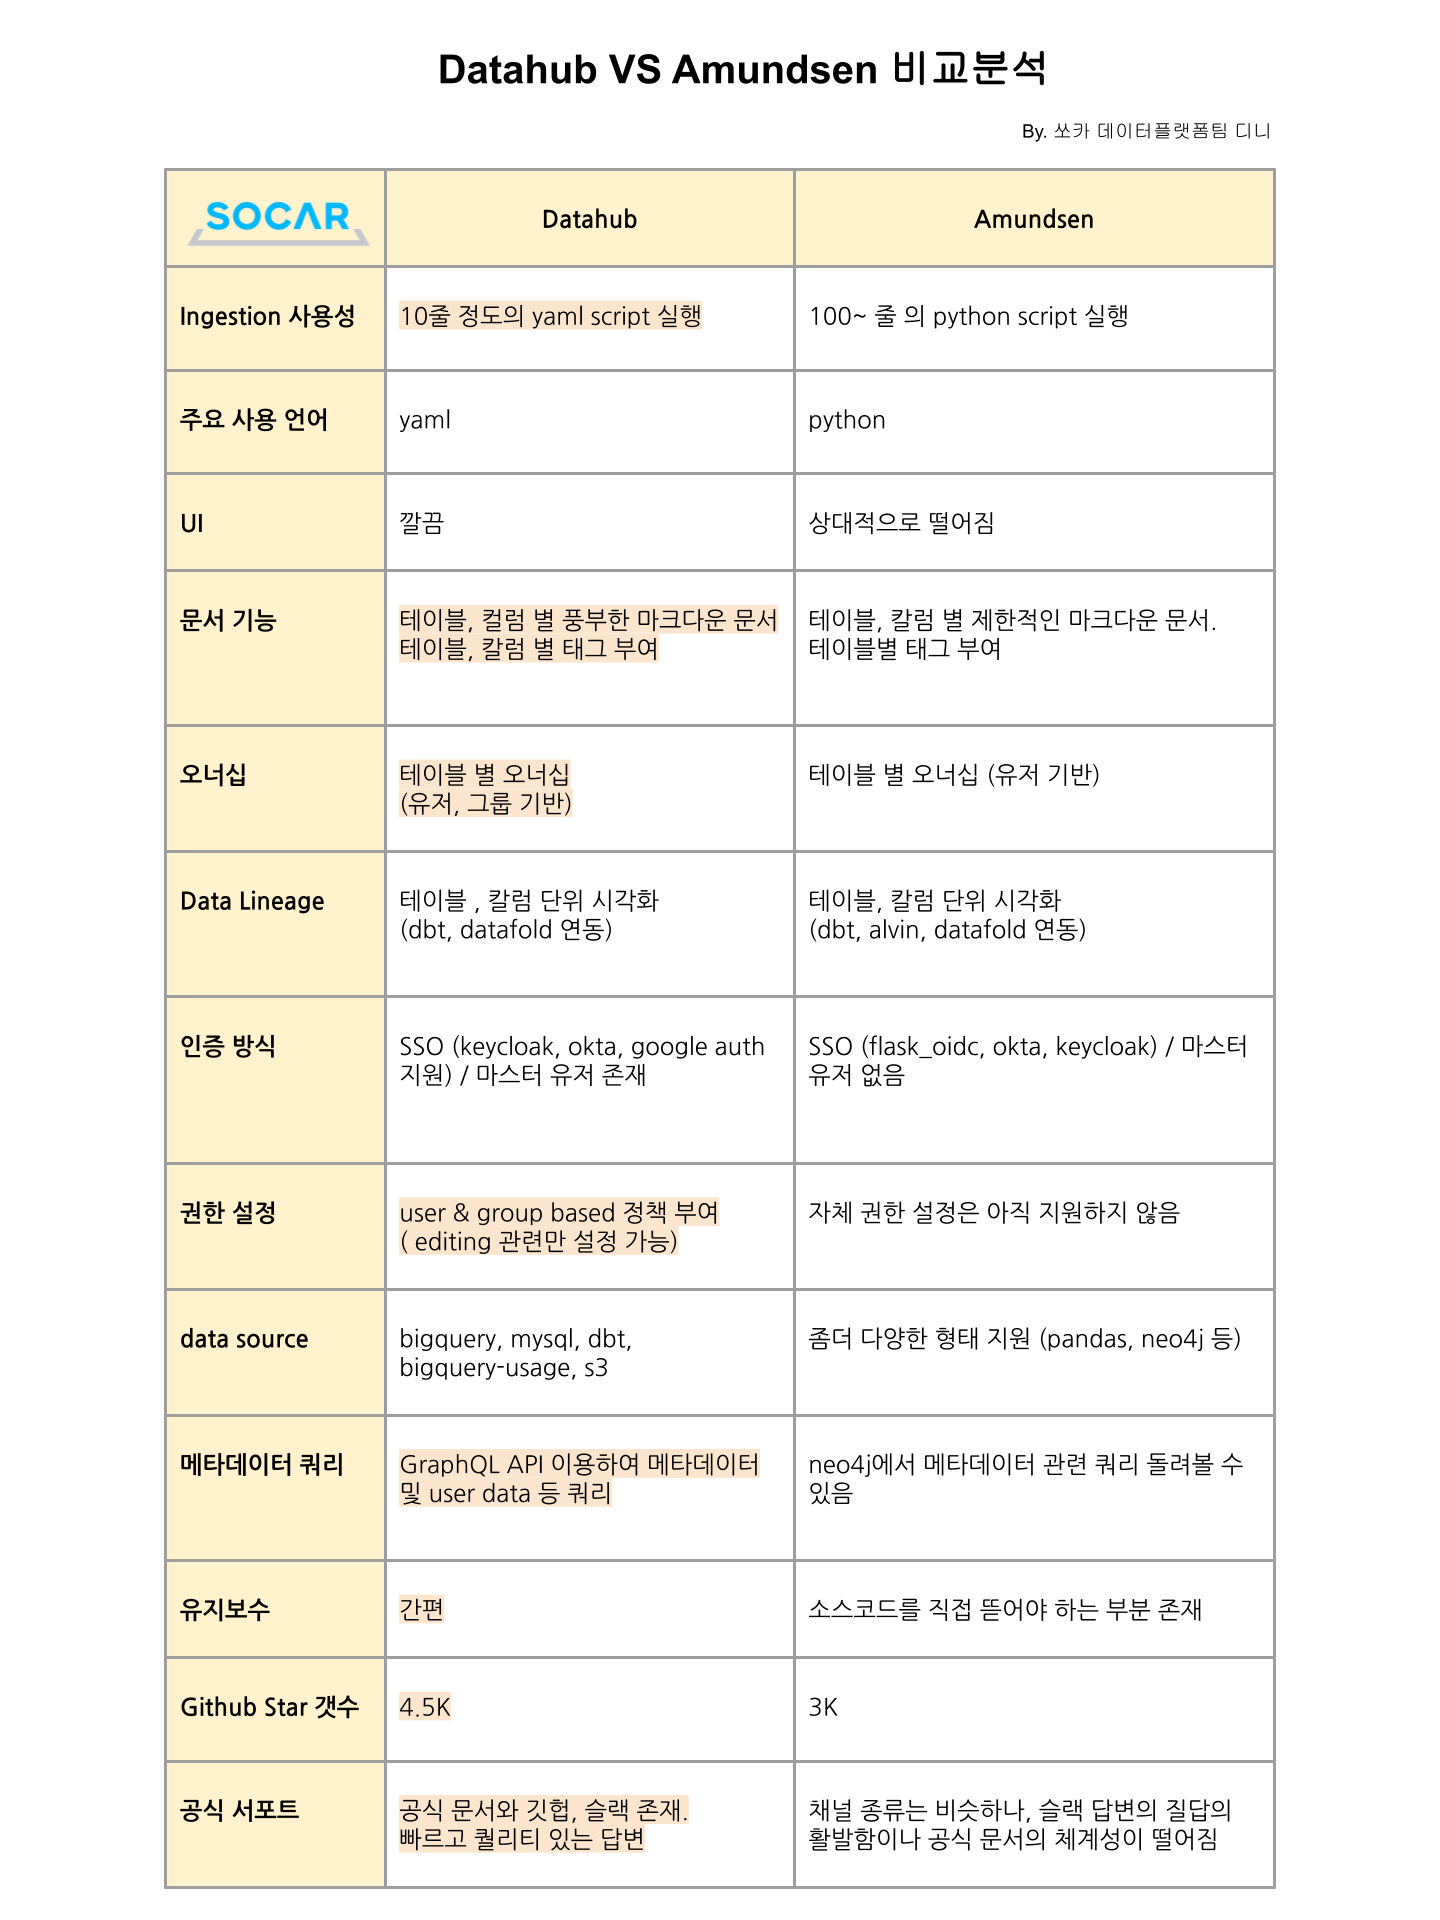 Datahub VS Amundsen 비교분석
By. 쏘카 데이터플랫폼팀 디니
SOCAR
Datahub
Amundsen
Ingestion 사용성
10줄 정도의 yaml script 실행
100~ 줄 의 python script 실행
주요 사용 언어
yaml
python
UI
깔끔
상대적으로 떨어짐
문서 기능
테이블, 컬럼 별 풍부한 마크다운 문서
테이블, 칼럼 별 태그 부여
테이블, 칼럼 별 제한적인 마크다운 문서.
테이블별 태그 부여
오너십
테이블 별 오너십
(유저, 그룹 기반)
테이블 별 오너십 (유저 기반)
Data Lineage
테이블 , 칼럼 단위 시각화
(dbt, datafold 연동)
테이블, 칼럼 단위 시각화
(dbt, alvin, datafold 연동)
인증 방식
SSO (keycloak, okta, google auth
지원) / 마스터 유저 존재
SSO (flask_oidc, okta, keycloak) / 마스터
유저 없음
권한 설정
user & group based 정책 부여
( editing 관련만 설정 가능)
자체 권한 설정은 아직 지원하지 않음
data source
bigquery, mysql, dbt,
bigquery-usage, s3
좀더 다양한 형태 지원 (pandas, neo4j 등)
메타데이터 쿼리
GraphQL API 이용하여 메타데이터
및 user data 등 쿼리
neo4j에서 메타데이터 관련 쿼리 돌려볼 수
있음
유지보수
간편
소스코드를 직접 뜯어야 하는 부분 존재
Github Star 갯수
4.5K
3K
공식 서포트
공식 문서와 깃헙, 슬랙 존재.
빠르고 퀄리티 있는 답변
채널 종류는 비슷하나, 슬랙 답변의 질답의
활발함이나 공식 문서의 체계성이 떨어짐